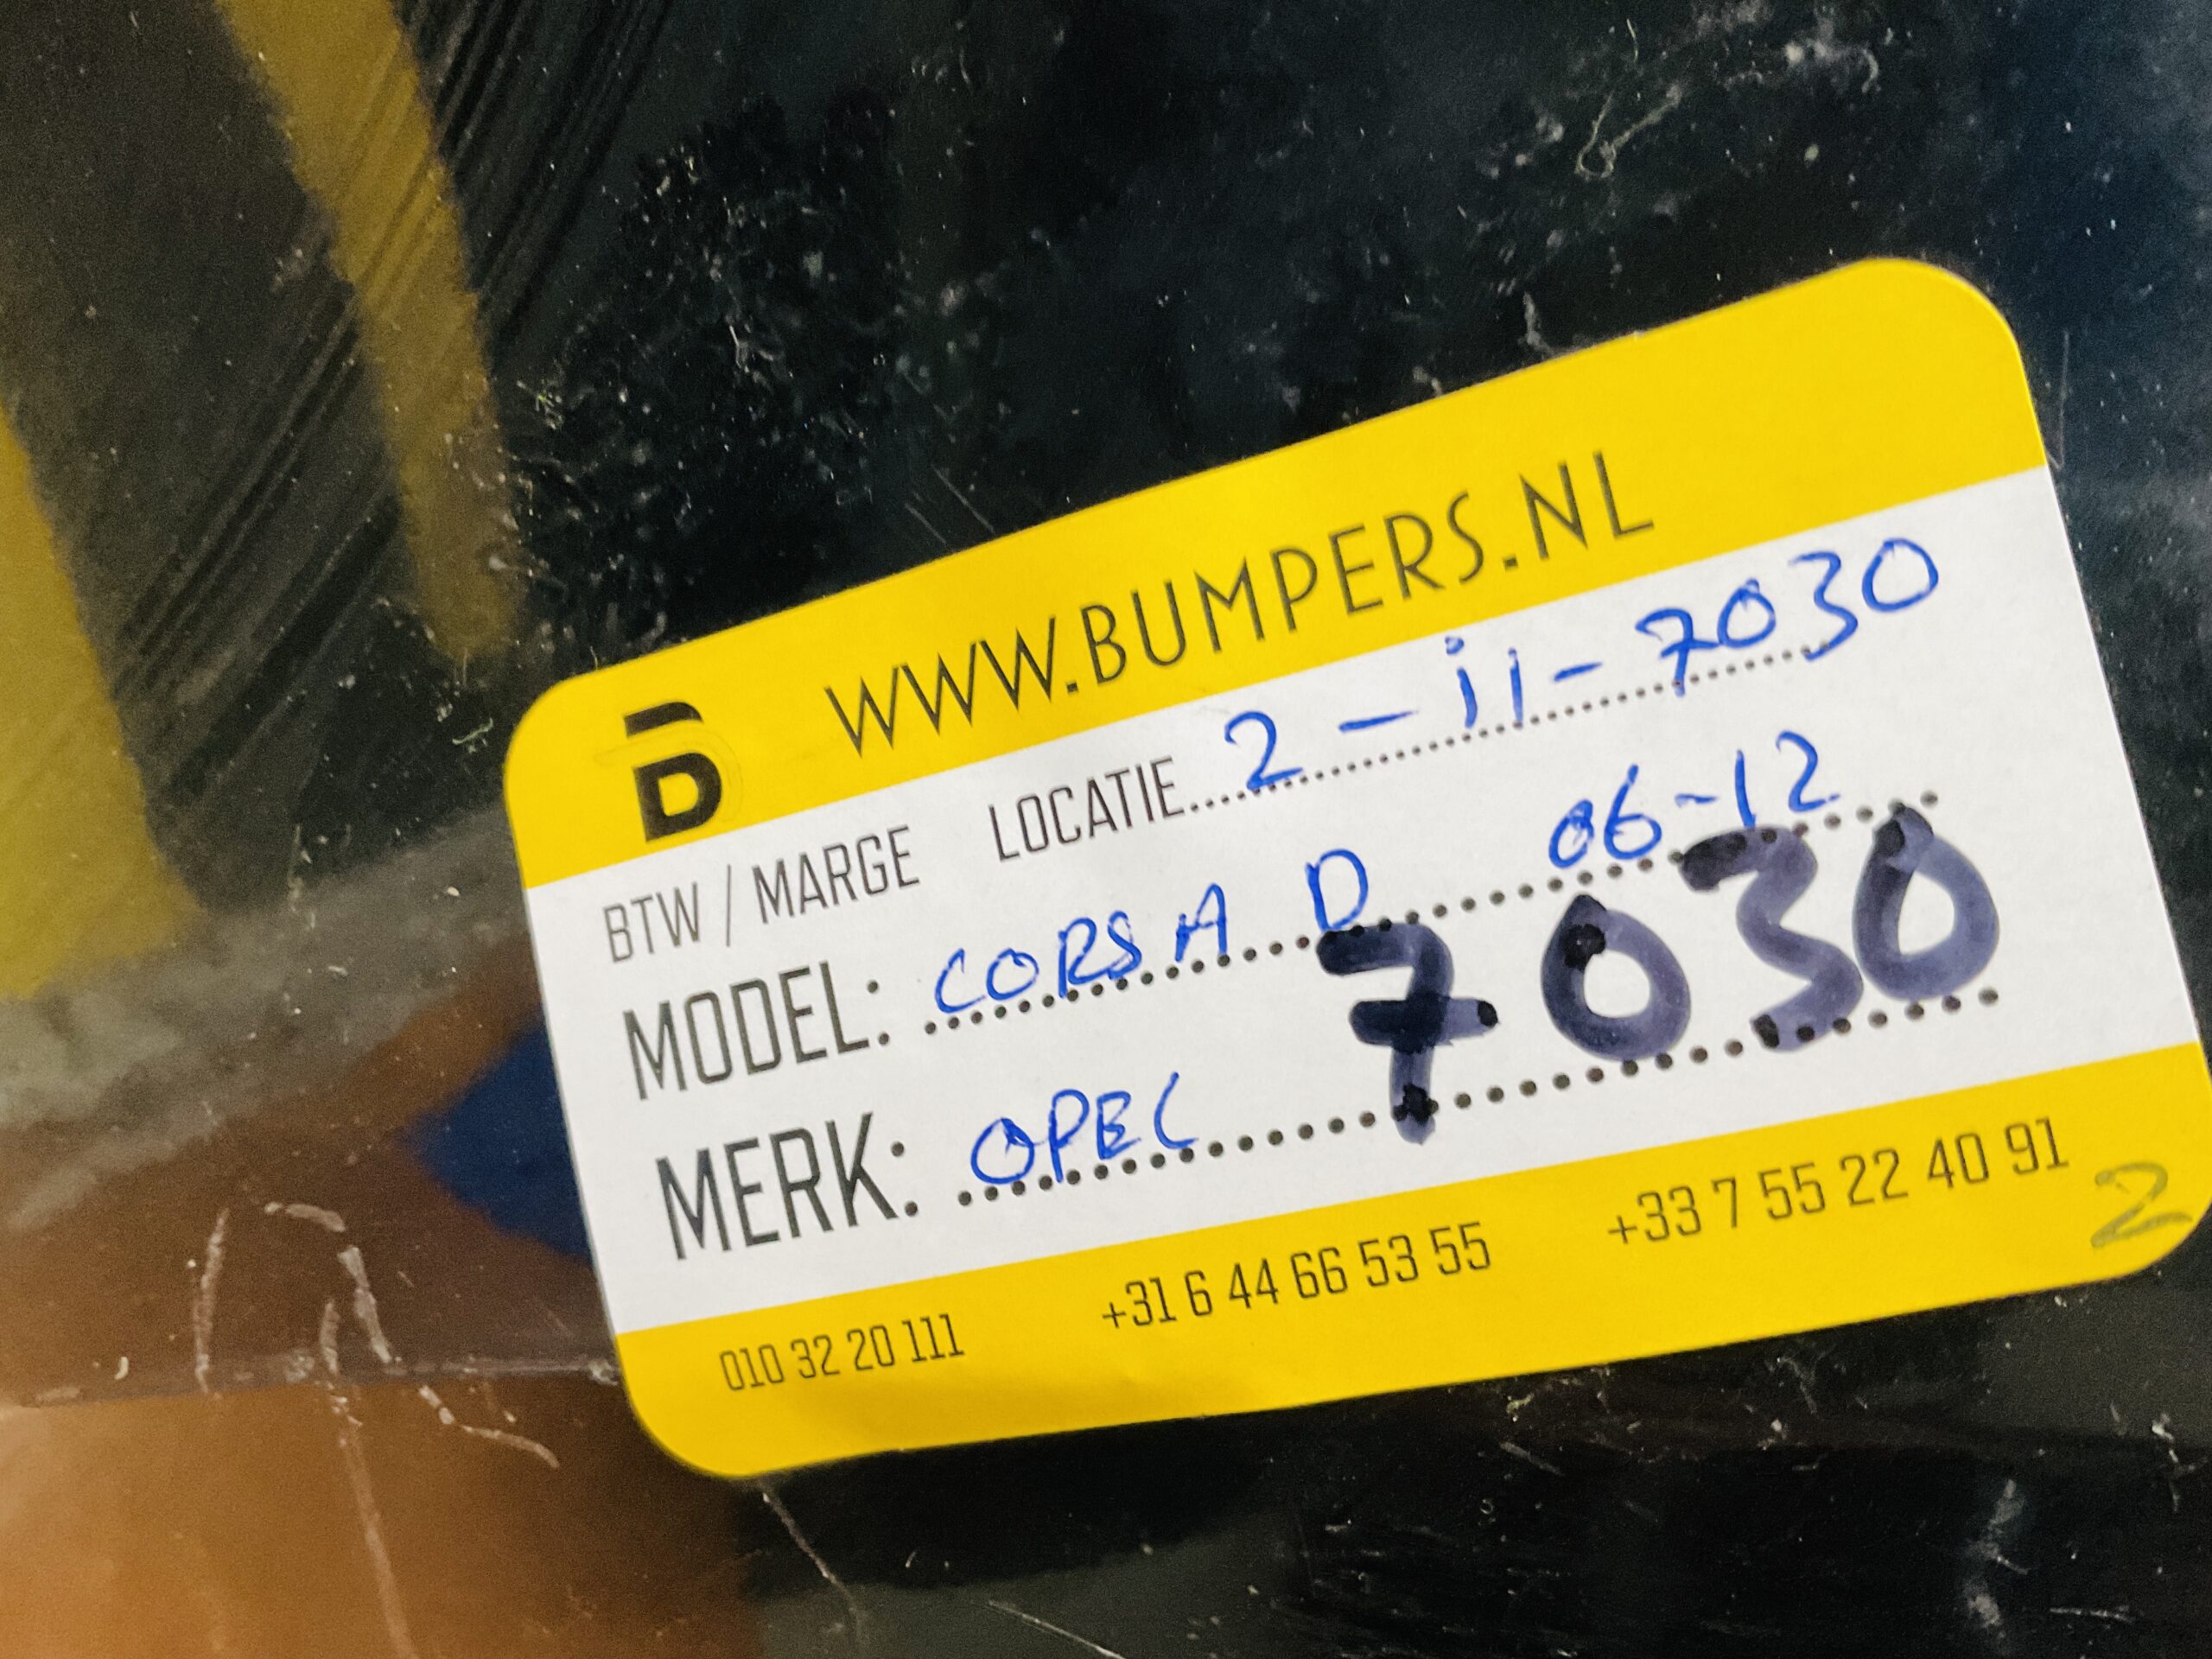 B WWW.BUMPERS.NL
BTW / MARGE LOCATIE 2 - i1 - 7030
MODEL: CORSA D 06-12
7030
MERK: OPEL
010 32 20 111 +31 6 44 66 53 55 +33 7 55 22 40 91
2